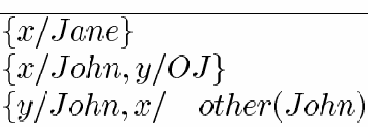 {x/Jane}
{x/John, y/OJ}
{y/John, x/ other(John)